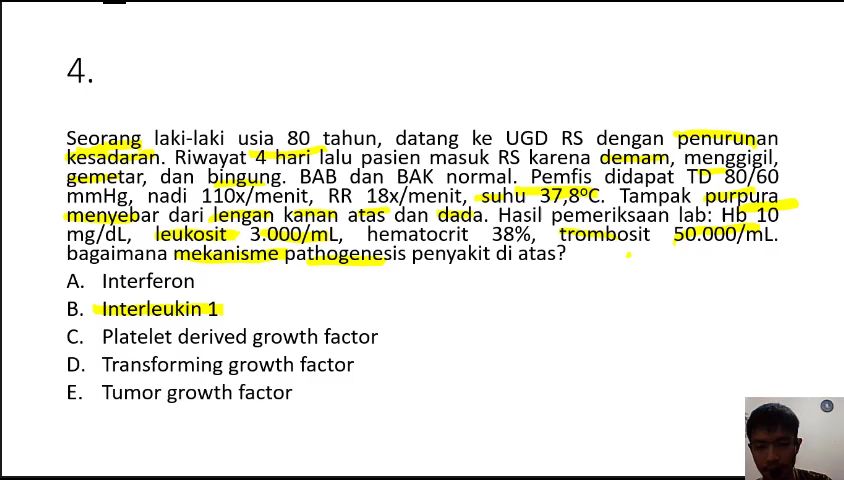 4.
Seorang laki-laki usia 80 tahun, datang ke UGD RS dengan penurunan
kesadaran. Riwayat 4 hari lalu pasien masuk RS karena demam, menggigil,
gemetar, dan bingung. BAB dan BAK normal. Pemfis didapat TD 80/60
mmHg, nadi 110x/menit, RR 18x/menit, suhu 37,8°C. Tampak purpura
menyebar dari lengan kanan atas dan dada. Hasil pemeriksaan lab: Hb 10
mg/dL, leukosit 3.000/mL, hematocrit 38%, trombosit 50.000/mL.
bagaimana mekanisme pathogenesis penyakit di atas?
A. Interferon
B. Interleukin 1
C. Platelet derived growth factor
D. Transforming growth factor
E. Tumor growth factor